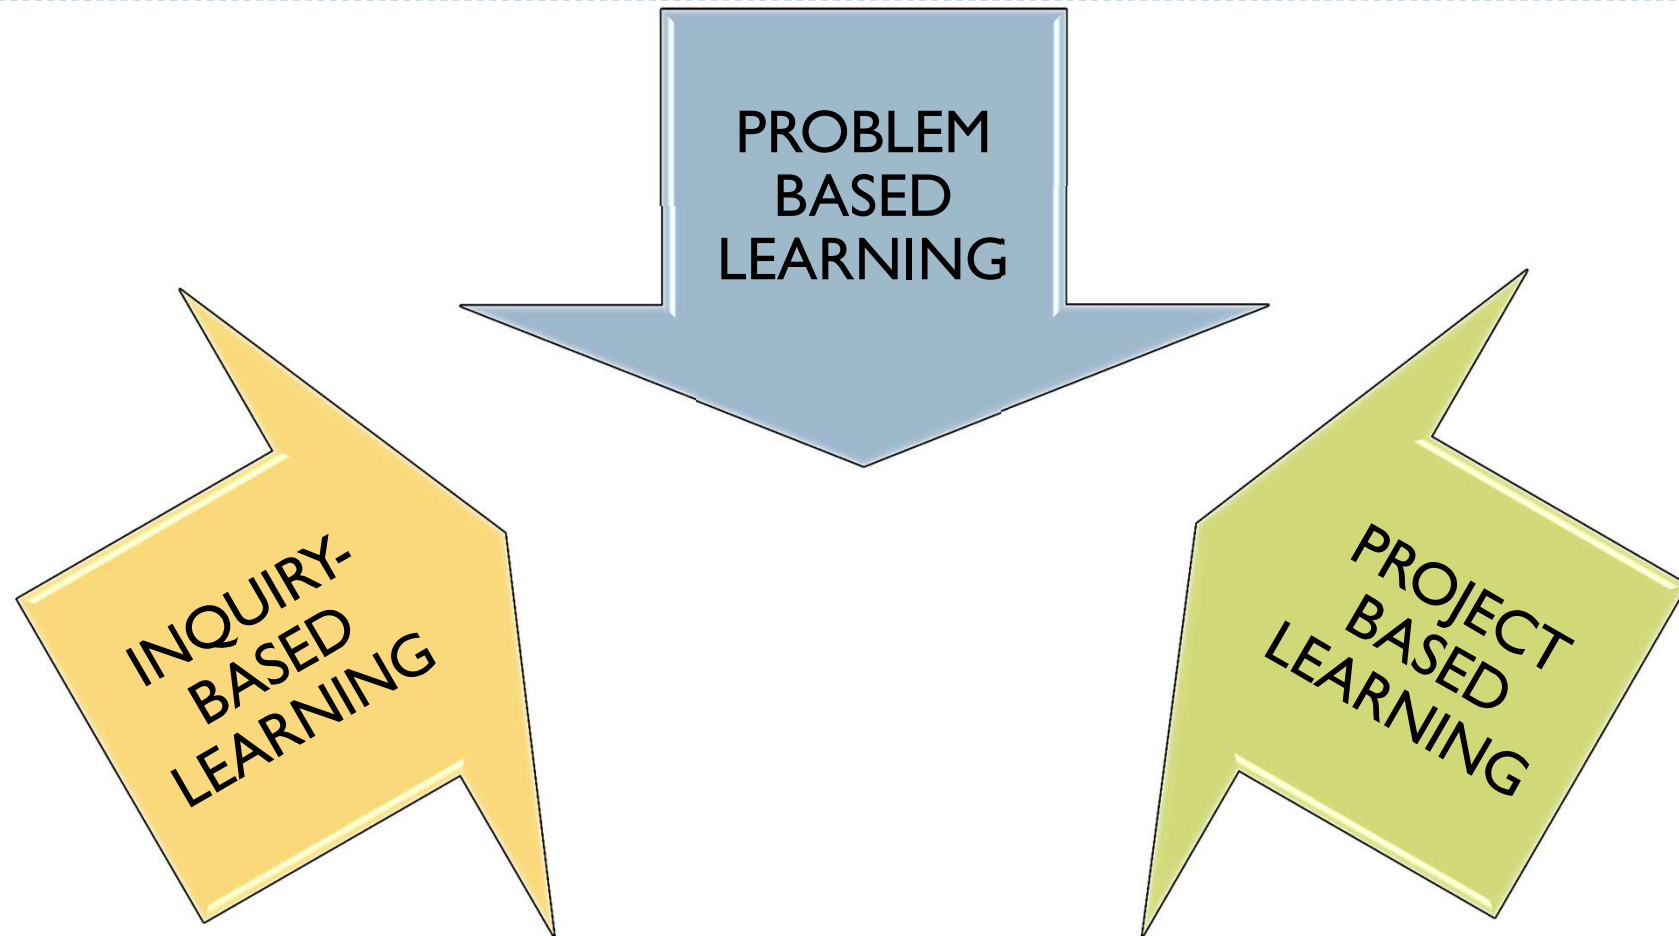 PROBLEM
BASED
LEARNING
INQUIRY-
BASED
LEARNING
PROJECT
BASED
LEARNING